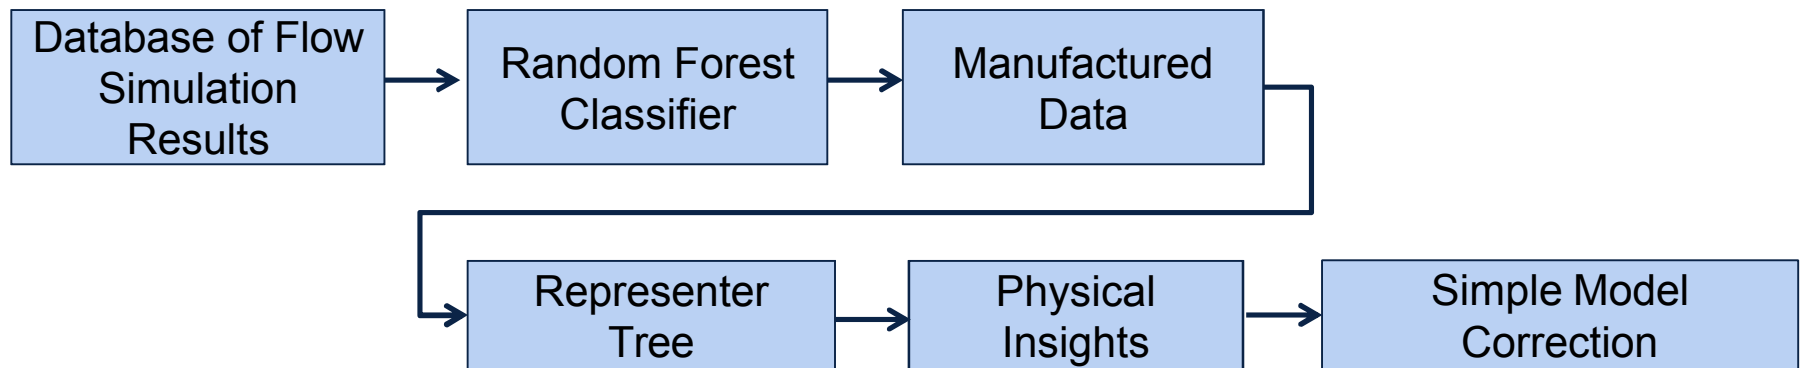 Database of Flow
Simulation
Results
Random Forest
Classifier
Manufactured
Data
Representer
Tree
Physical
Insights
Simple Model
Correction